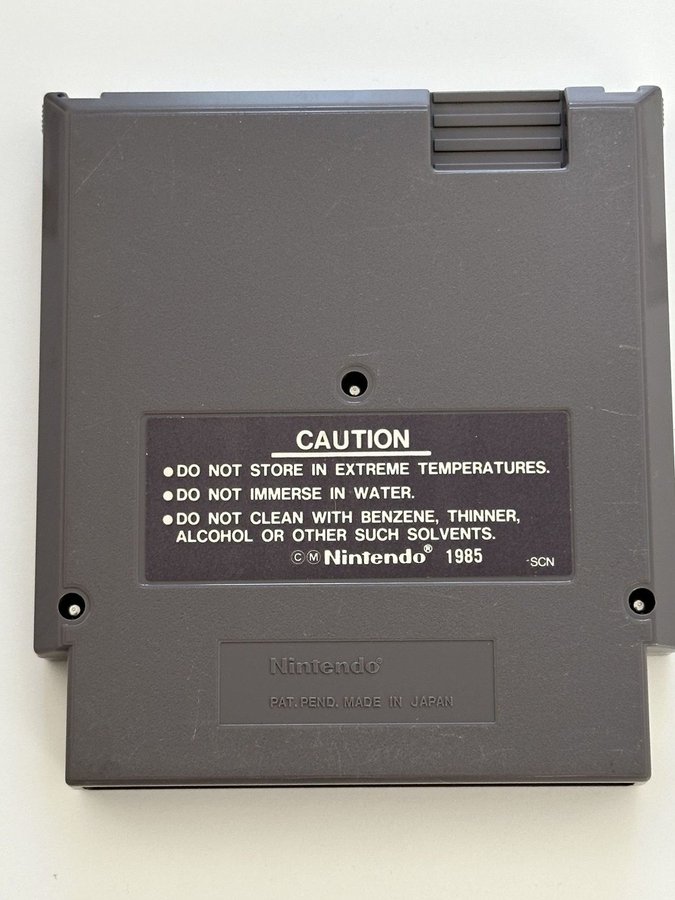 CAUTION
●DO NOT STORE IN EXTREME TEMPERATURES.
●DO NOT IMMERSE IN WATER.
●DO NOT CLEAN WITH BENZENE, THINNER,
ALCOHOL OR OTHER SUCH SOLVENTS.
ⒸⓂ Nintendo® 1985 -SCN
Nintendo®
PAT. PEND. MADE IN JAPAN